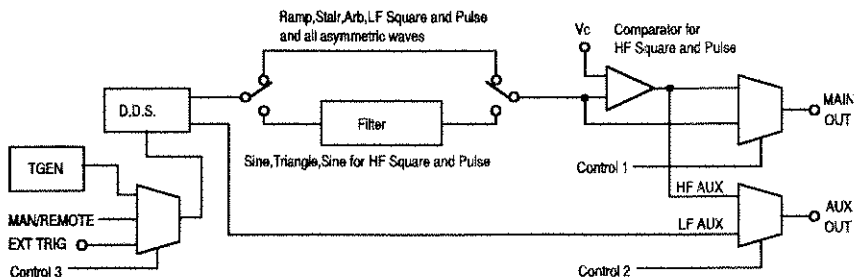 Ramp,Stair,Arb,LF Square and Pulse
and all asymmetric waves
Vc
Comparator for
HF Square and Pulse
D.D.S.
Filter
MAIN
OUT
Sine,Triangle,Sine for HF Square and Pulse
TGEN
Control 1
HF AUX
MAN/REMOTE
LF AUX
AUX
OUT
EXT TRIG
Control 3
Control 2